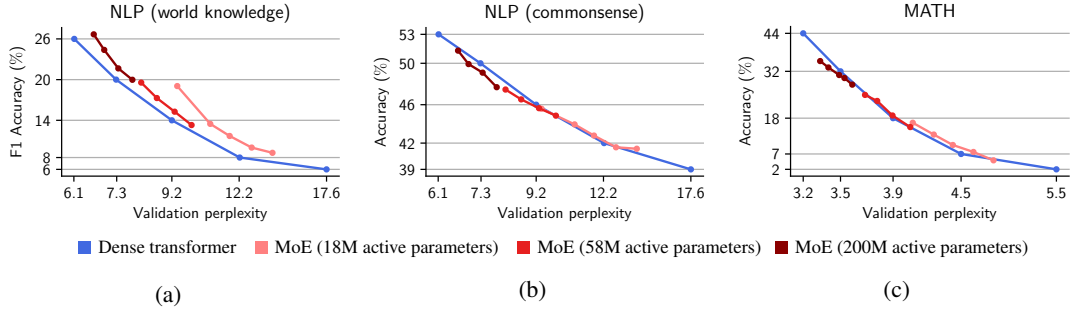 NLP (world knowledge)
F1 Accuracy (%)
26
20
14
8
6
6.1 7.3 9.2 12.2 17.6
Validation perplexity
NLP (commonsense)
Accuracy (%)
53
50
46
42
39
6.1 7.3 9.2 12.2 17.6
Validation perplexity
MATH
Accuracy (%)
44
32
18
7
2
3.2 3.5 3.9 4.5 5.5
Validation perplexity
Dense transformer MoE (18M active parameters) MoE (58M active parameters) MoE (200M active parameters)
(a) (b) (c)